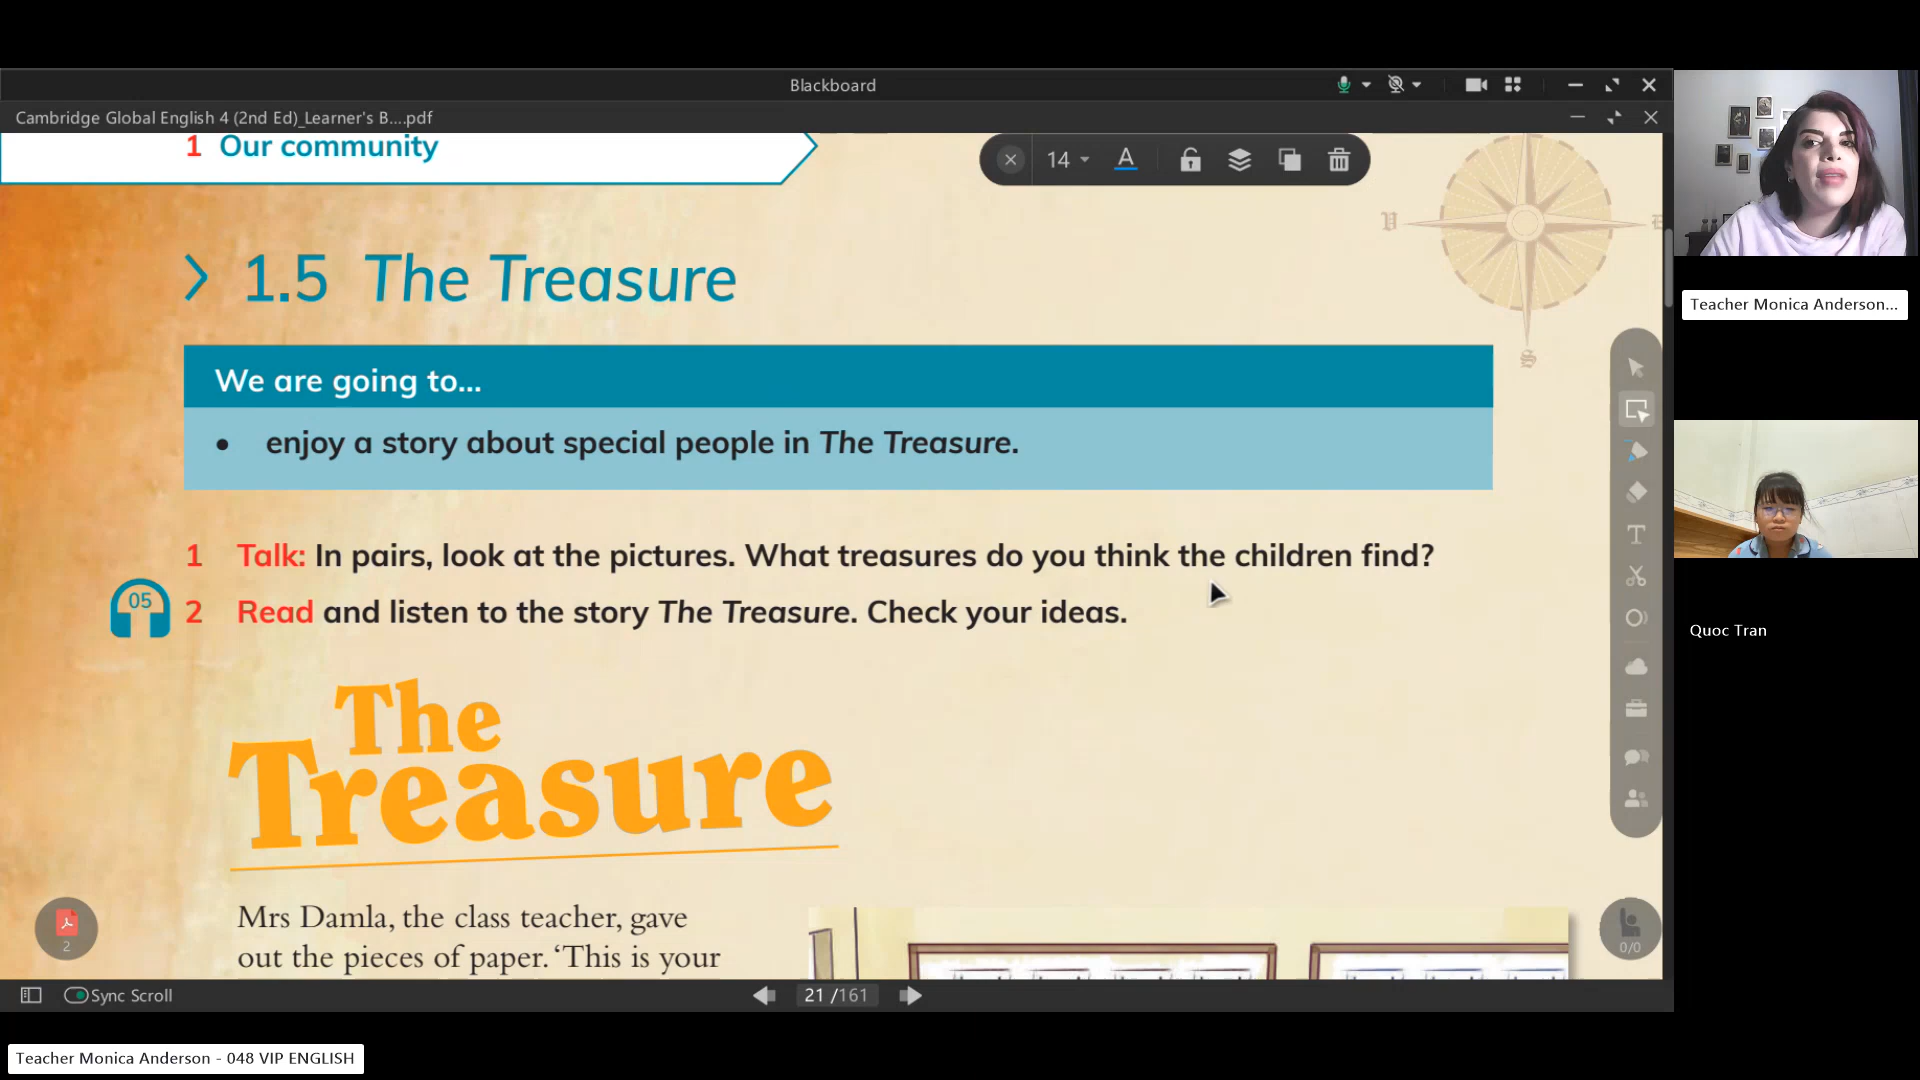 Blackboard
Cambridge Global English 4 (2nd Ed)_Learner's B....pdf
1 Our community
14 A
1.5 The Treasure
We are going to...
• enjoy a story about special people in The Treasure.
1 Talk: In pairs, look at the pictures. What treasures do you think the children find?
05
2 Read and listen to the story The Treasure. Check your ideas.
The
Treasure
Mrs Damla, the class teacher, gave
out the pieces of paper. ‘This is your
S
T
2
0/0
Sync Scroll
21 /161
Teacher Monica Anderson...
Quoc Tran
Teacher Monica Anderson - 048 VIP ENGLISH